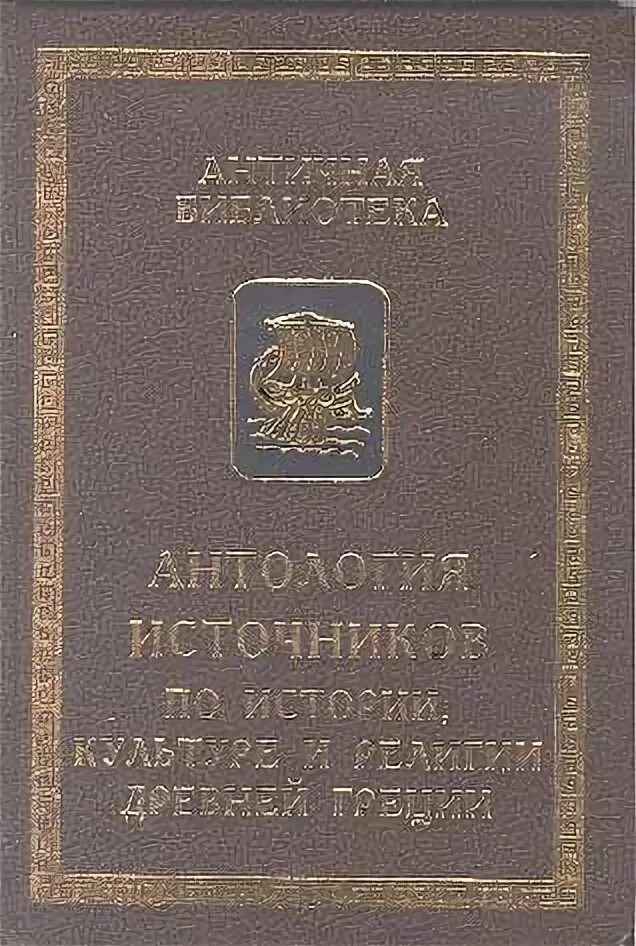 АНТИЧНАЯ
БИБЛИОТЕКА
АНТОЛОГИЯ
ИСТОЧНИКОВ
ПО ИСТОРИИ,
КУЛЬТУРЕ И РЕЛИГИИ
ДРЕВНЕЙ ГРЕЦИИ